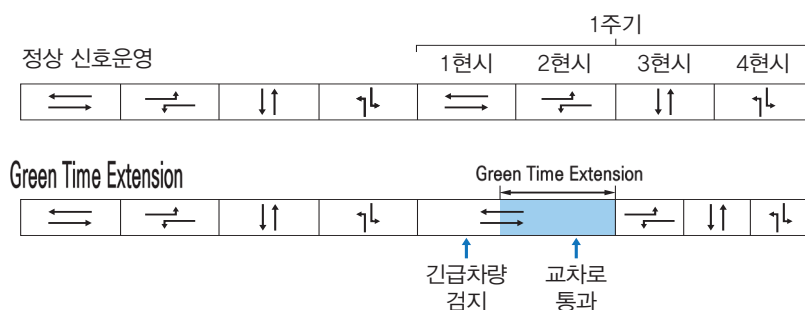 1주기
정상 신호운영
1현시 2현시 3현시 4현시
Green Time Extension
Green Time Extension
긴급차량
검지
교차로
통과